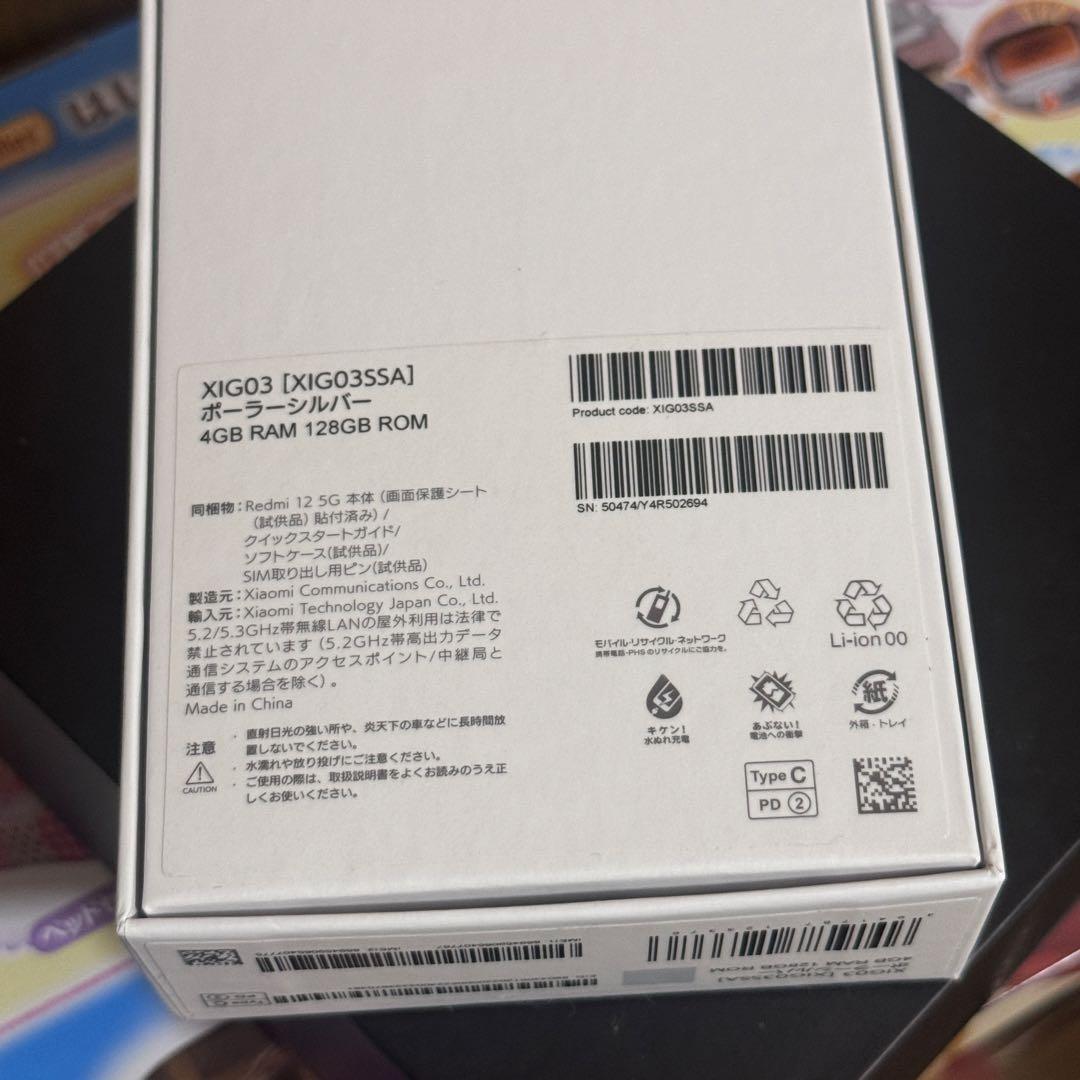 XIG03 [XIG03SSA]
ポーラーシルバー
4GB RAM 128GB ROM
Product code: XIG03SSA
SN: 50474/Y4R502694
同梱物：Redmi 12 5G 本体（画面保護シート
（試供品）貼付済み）/
クイックスタートガイド/
ソフトケース(試供品)/
SIM取り出し用ピン(試供品)
製造元：Xiaomi Communications Co., Ltd.
輸入元：Xiaomi Technology Japan Co., Ltd.
5.2/5.3GHz帯無線LANの屋外利用は法律で
禁止されています（5.2GHz帯高出力データ
通信システムのアクセスポイント/中継局と
通信する場合を除く）。
Made in China
注意
CAUTION
・直射日光の強い所や、炎天下の車などに長時間放
置しないでください。
・水濡れや放り投げにご注意ください。
・ご使用の際は、取扱説明書をよくお読みのうえ正
しくお使いください。
モバイル・リサイクル・ネットワーク
携帯電話・PHSのリサイクルにご協力を。
Li-ion 00
キケン！
水ぬれ充電
あぶない！
電池への衝撃
紙
外箱・トレイ
Type C
PD 2
XIG03 [XIG03SSA]
ポーラーシルバー
4GB RAM 128GB ROM